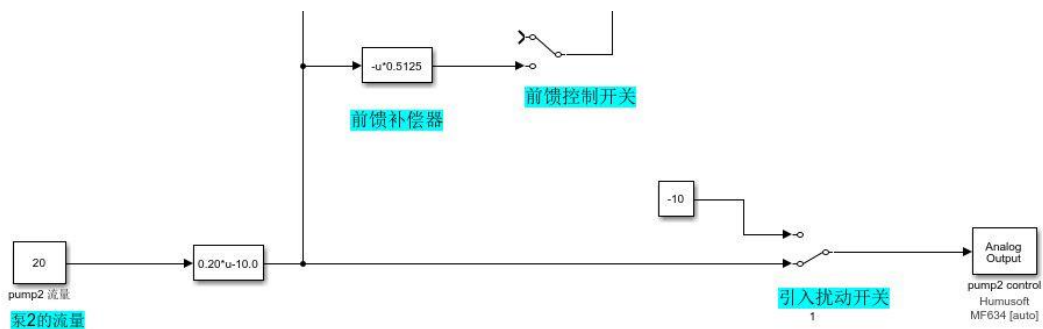 -u*0.5125
前馈控制开关
前馈补偿器
-10
20
0.20*u-10.0
Analog
Output
pump2 流量
泵2的流量
引入扰动开关
1
pump2 control
Humusoft
MF634 [auto]